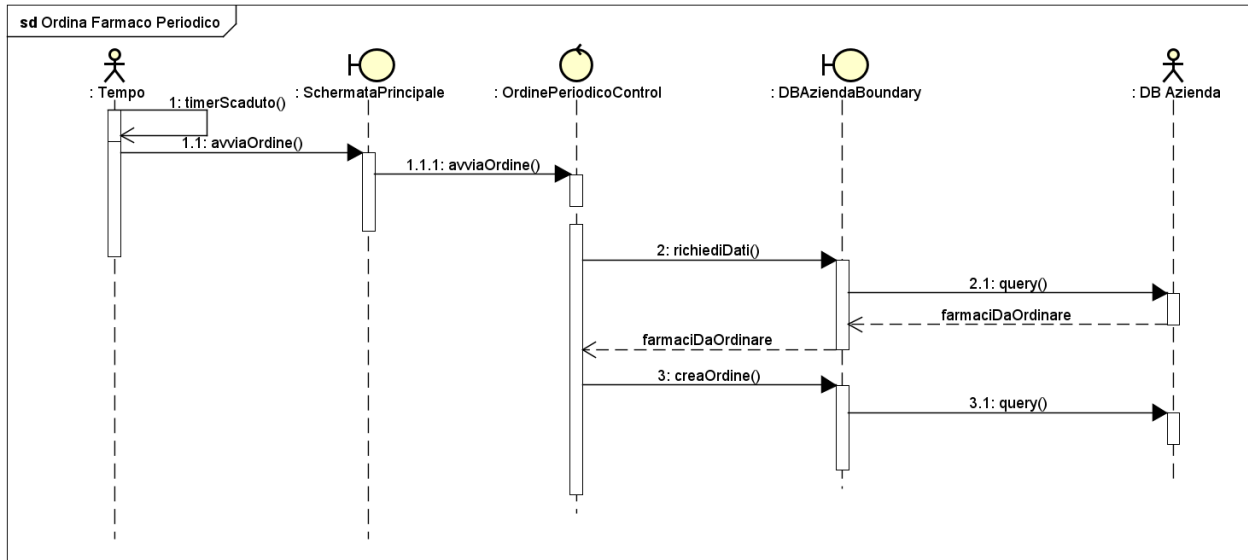 sd Ordina Farmaco Periodico
: Tempo
: SchermataPrincipale
: OrdinePeriodicoControl
: DBAziendaBoundary
: DB Azienda
1: timerScaduto()
1.1: avviaOrdine()
1.1.1: avviaOrdine()
2: richiediDati()
2.1: query()
farmaciDaOrdinare
farmaciDaOrdinare
3: creaOrdine()
3.1: query()